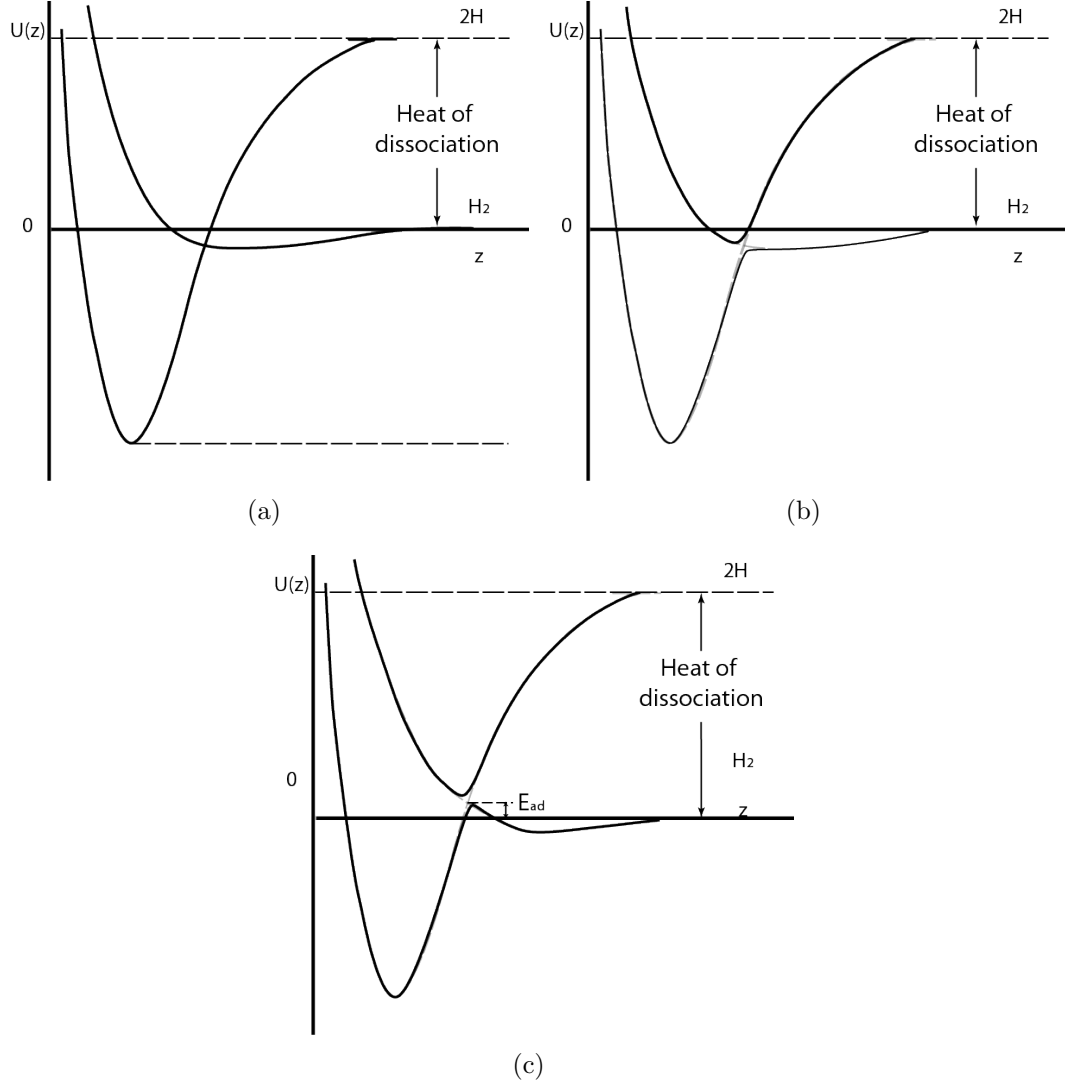 2H
U(z)
Heat of
dissociation
H₂
0
z
(a)
2H
U(z)
Heat of
dissociation
H₂
0
z
(b)
2H
U(z)
Heat of
dissociation
H₂
0
Ead
z
(c)